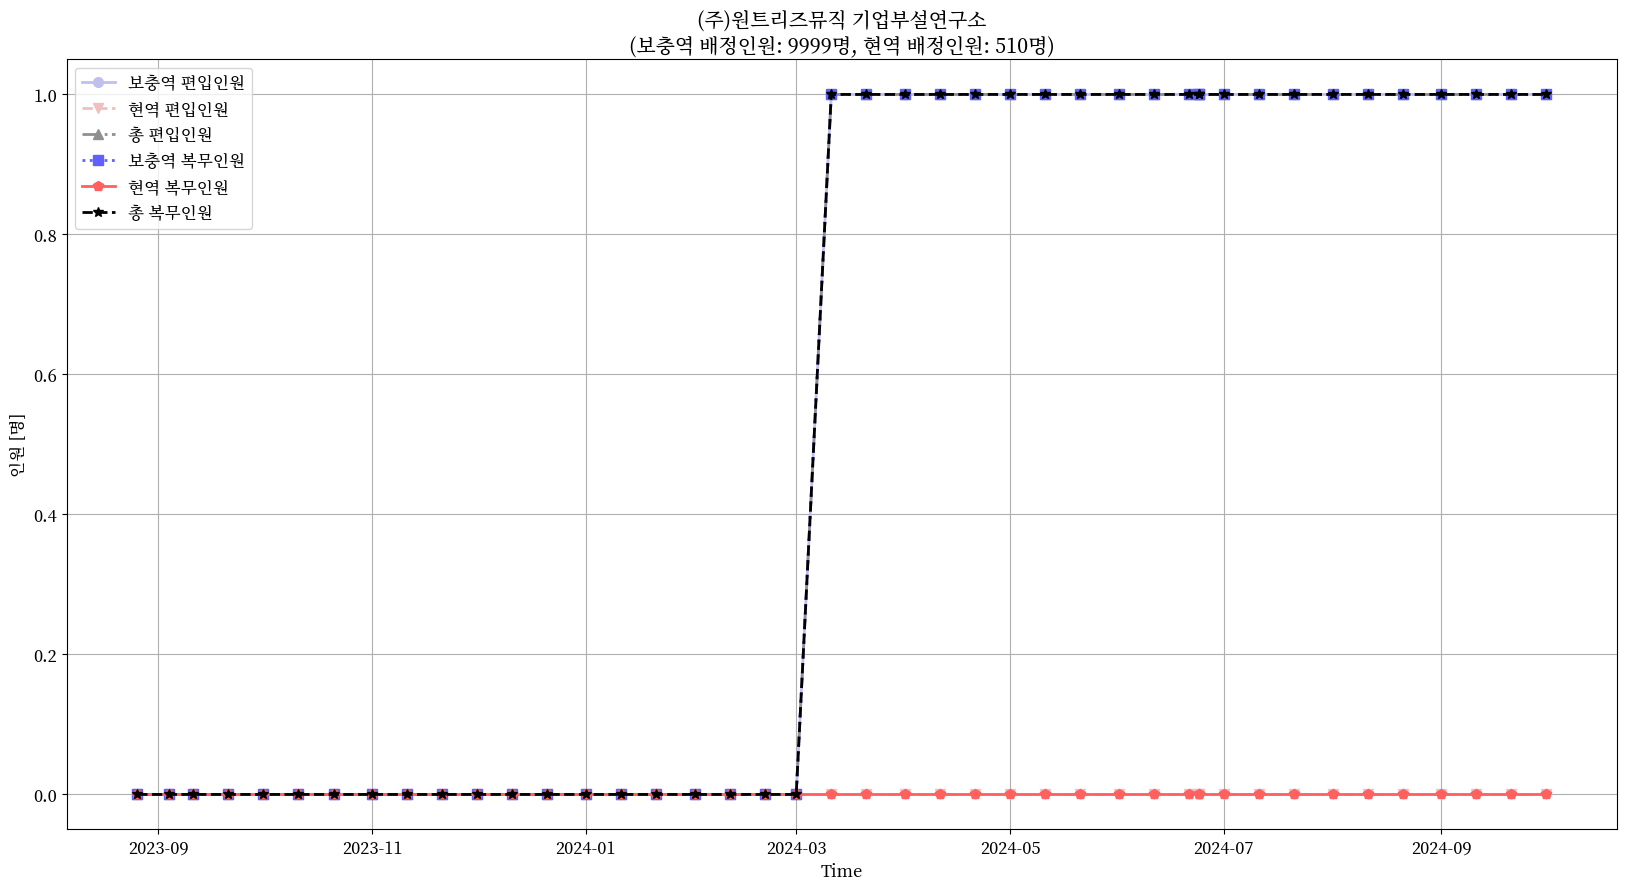 (주)원트리즈뮤직 기업부설연구소
(보충역 배정인원: 9999명, 현역 배정인원: 510명)
보충역 편입인원
현역 편입인원
총 편입인원
보충역 복무인원
현역 복무인원
총 복무인원
인원 [명]
1.0
0.8
0.6
0.4
0.2
0.0
2023-09
2023-11
2024-01
2024-03
2024-05
2024-07
2024-09
Time